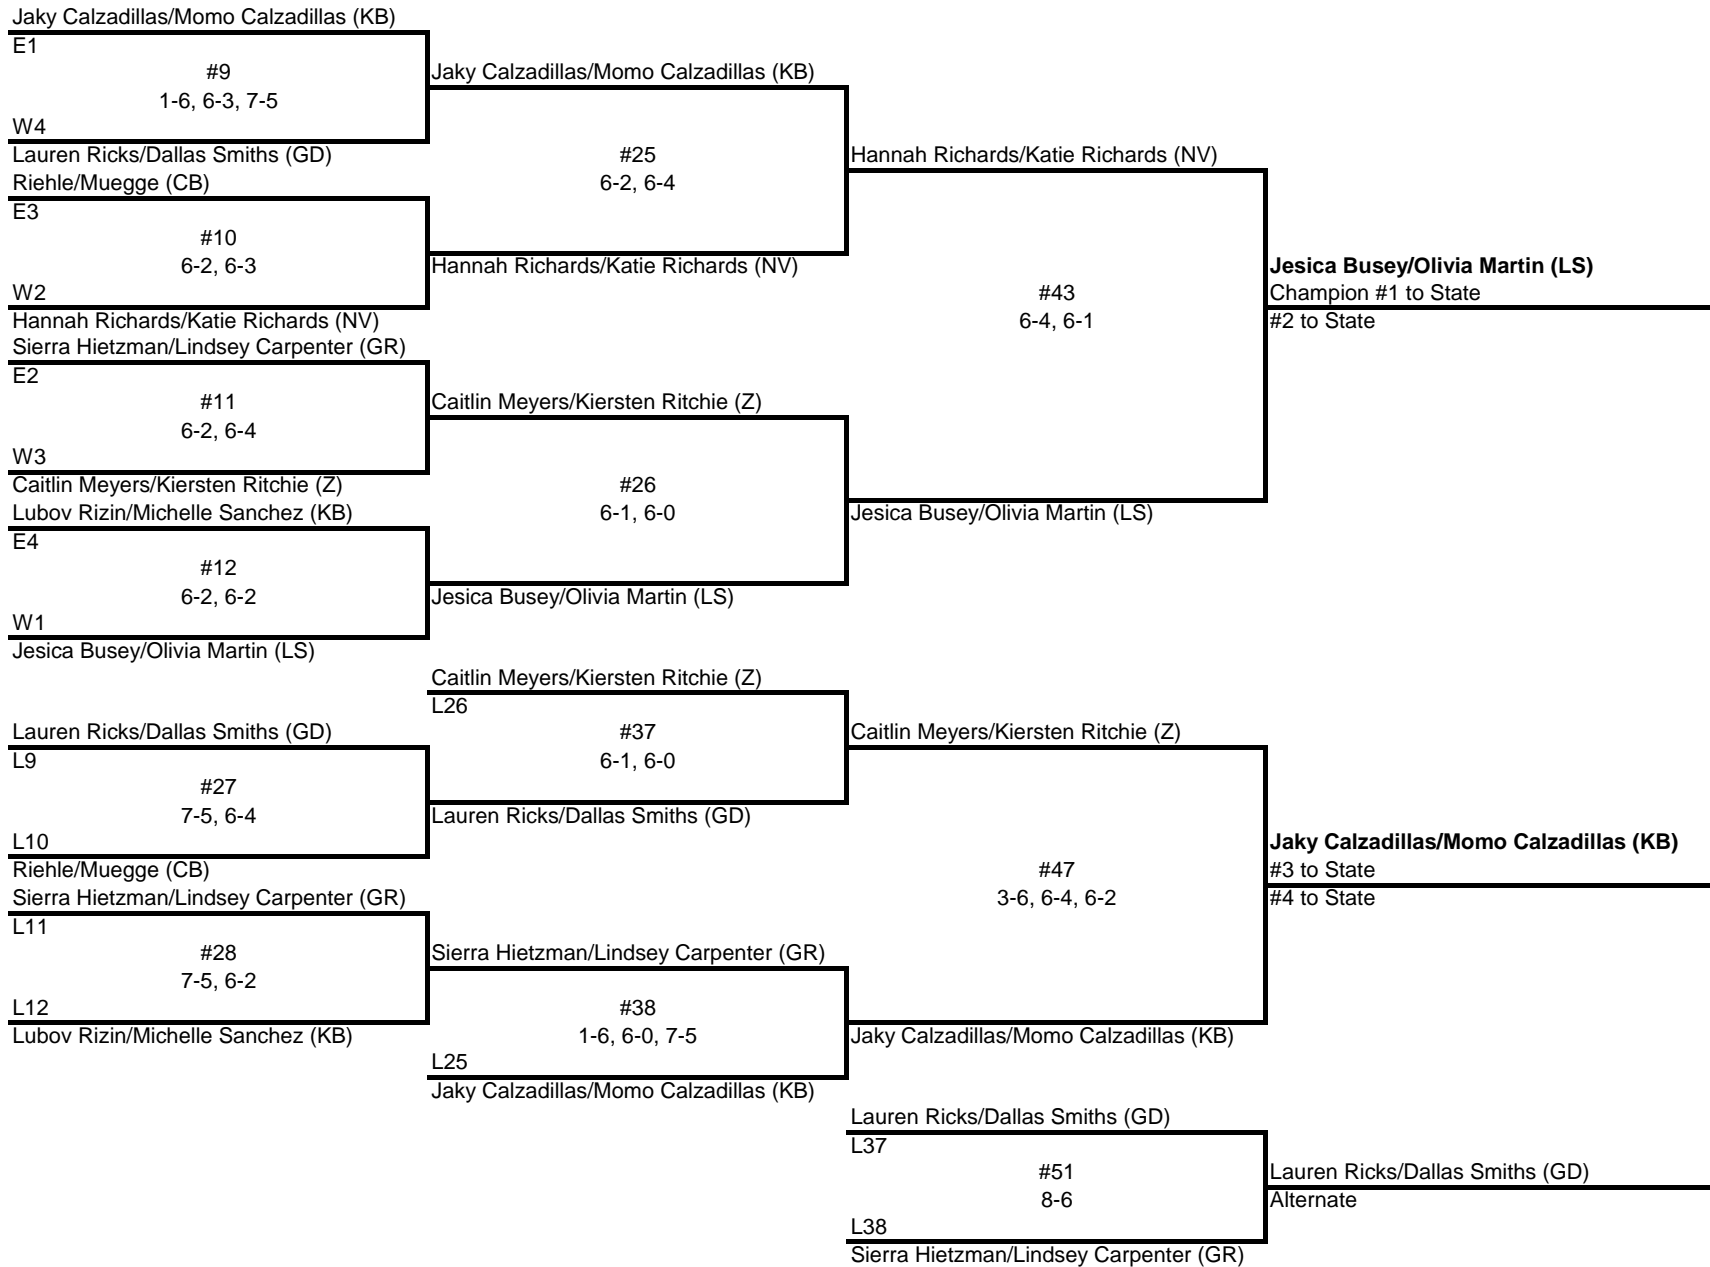 Jaky Calzadillas/Momo Calzadillas (KB)
E1
#9
1-6, 6-3, 7-5
W4
Lauren Ricks/Dallas Smiths (GD)
Riehle/Muegge (CB)
E3
#10
6-2, 6-3
W2
Hannah Richards/Katie Richards (NV)
Sierra Hietzman/Lindsey Carpenter (GR)
E2
#11
6-2, 6-4
W3
Caitlin Meyers/Kiersten Ritchie (Z)
Lubov Rizin/Michelle Sanchez (KB)
E4
#12
6-2, 6-2
W1
Jesica Busey/Olivia Martin (LS)
Jaky Calzadillas/Momo Calzadillas (KB)
#25
6-2, 6-4
Hannah Richards/Katie Richards (NV)
Caitlin Meyers/Kiersten Ritchie (Z)
#26
6-1, 6-0
Jesica Busey/Olivia Martin (LS)
Hannah Richards/Katie Richards (NV)
#43
6-4, 6-1
Jesica Busey/Olivia Martin (LS)
Jesica Busey/Olivia Martin (LS)
Champion #1 to State
#2 to State
Lauren Ricks/Dallas Smiths (GD)
L9
#27
7-5, 6-4
L10
Riehle/Muegge (CB)
Sierra Hietzman/Lindsey Carpenter (GR)
L11
#28
7-5, 6-2
L12
Lubov Rizin/Michelle Sanchez (KB)
Caitlin Meyers/Kiersten Ritchie (Z)
L26
#37
6-1, 6-0
Lauren Ricks/Dallas Smiths (GD)
Sierra Hietzman/Lindsey Carpenter (GR)
#38
1-6, 6-0, 7-5
L25
Jaky Calzadillas/Momo Calzadillas (KB)
Caitlin Meyers/Kiersten Ritchie (Z)
#47
3-6, 6-4, 6-2
Jaky Calzadillas/Momo Calzadillas (KB)
Jaky Calzadillas/Momo Calzadillas (KB)
#3 to State
#4 to State
Lauren Ricks/Dallas Smiths (GD)
L37
#51
8-6
L38
Sierra Hietzman/Lindsey Carpenter (GR)
Lauren Ricks/Dallas Smiths (GD)
Alternate